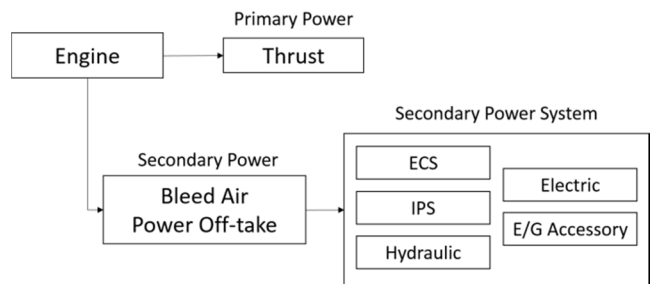 Primary Power
Engine
Thrust
Secondary Power System
Secondary Power
Bleed Air
Power Off-take
ECS
IPS
Hydraulic
Electric
E/G Accessory